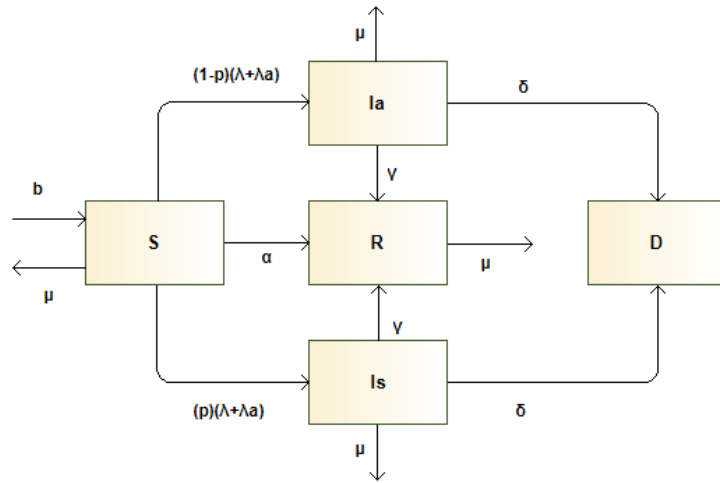 μ
(1-p)(λ+λa)
Ia
δ
γ
b
S
α
R
μ
D
μ
γ
Is
(p)(λ+λa)
δ
μ